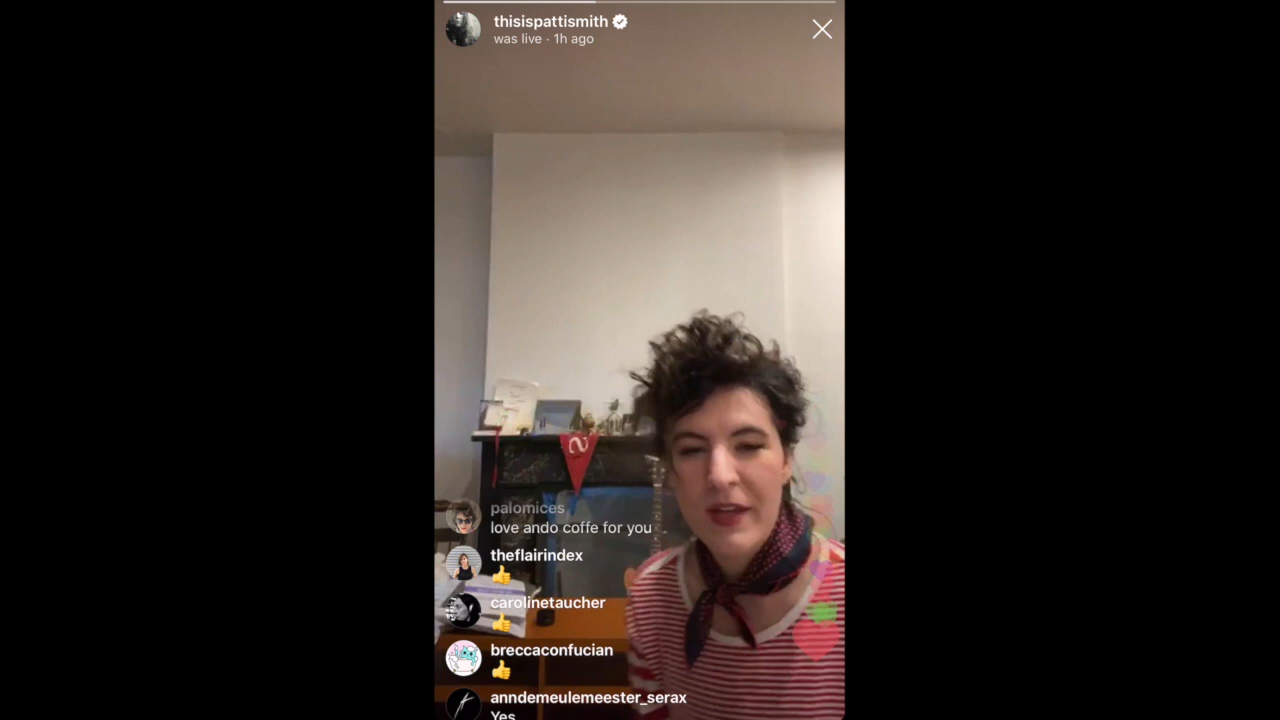 thisispattismith
was live · 1h ago
palomices
love ando coffe for you
theflairindex
👍
carolinetaucher
👍
breccaconfucian
👍
anndemeulemeester_serax
Yes